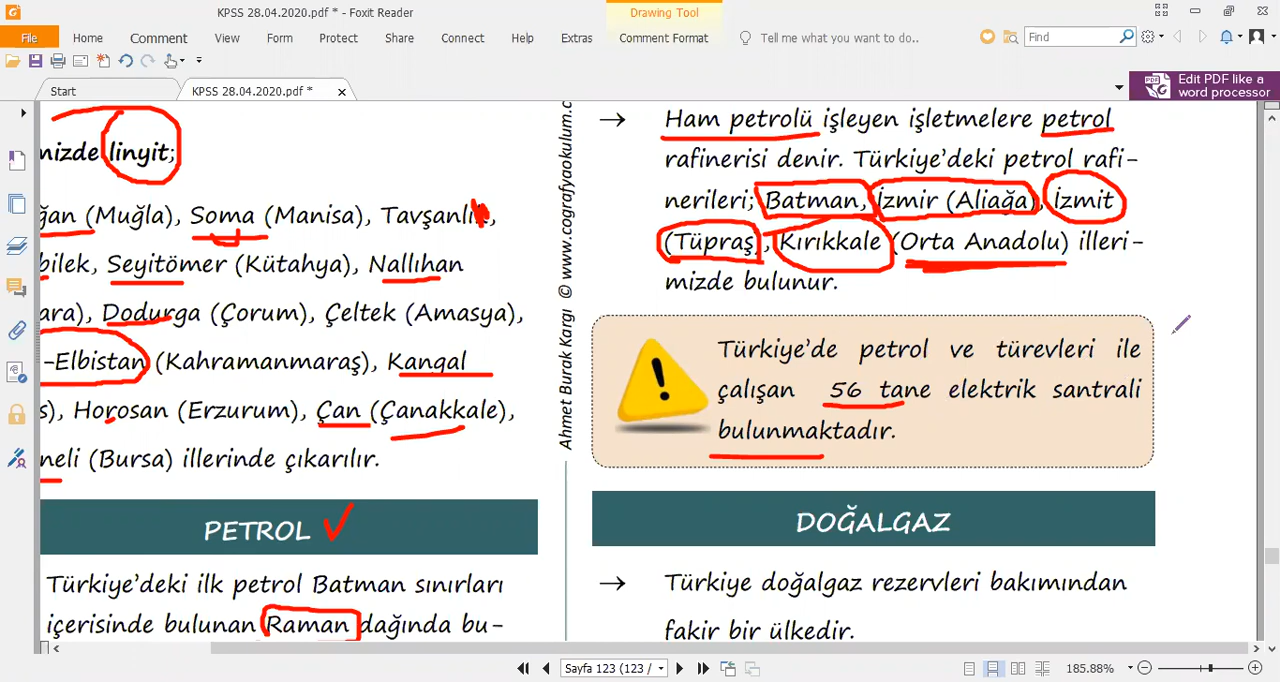 KPSS 28.04.2020.pdf * - Foxit Reader
Drawing Tool
File Home Comment View Form Protect Share Connect Help Extras Comment Format Tell me what you want to do.. Find
Start KPSS 28.04.2020.pdf *
Edit PDF like a
word processor
mizde linyit;
ğan (Muğla), Soma (Manisa), Tavşanlı
bilek, Seyitömer (Kütahya), Nallıhan
ara), Dodurga (Çorum), Çeltek (Amasya),
-Elbistan (Kahramanmaraş), Kangal
s), Horosan (Erzurum), Çan (Çanakkale),
neli (Bursa) illerinde çıkarılır.
PETROL
Türkiye'deki ilk petrol Batman sınırları
içerisinde bulunan Raman dağında bu-
Ahmet Burak Kargı © www.cografyaokulum.c
→ Ham petrolü işleyen işletmelere petrol
rafinerisi denir. Türkiye'deki petrol rafi-
nerileri; Batman, İzmir (Aliağa), İzmit
(Tüpraş), Kırıkkale (Orta Anadolu) illeri-
mizde bulunur.
Türkiye'de petrol ve türevleri ile
çalışan 56 tane elektrik santrali
bulunmaktadır.
DOĞALGAZ
→ Türkiye doğalgaz rezervleri bakımından
fakir bir ülkedir.
Sayfa 123 (123 / 185.88%